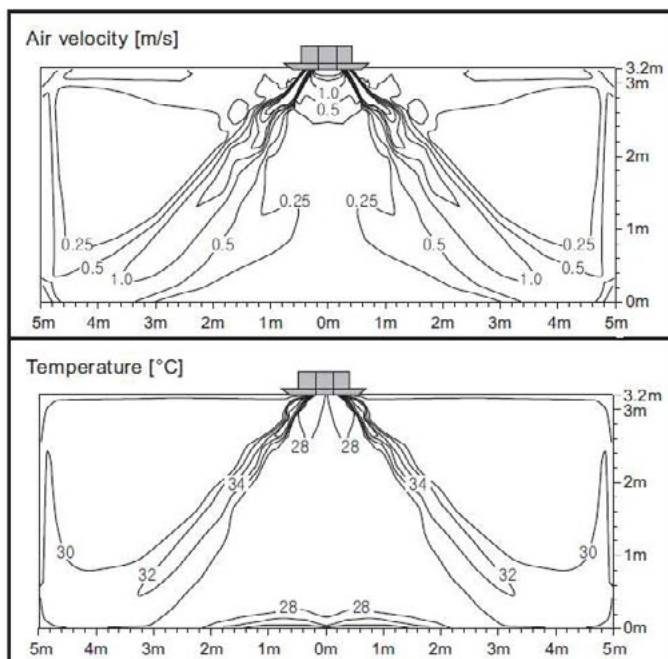 Air velocity [m/s]
3.2m
3m
1.0
0.5
2m
0.25 0.25
1m
0.25 0.5 0.5 0.25
0.5 1.0 1.0 0.5
0m
5m 4m 3m 2m 1m 0m 1m 2m 3m 4m 5m
Temperature [°C]
3.2m
3m
28 28
34 34 2m
30 32 32 30 1m
28 28
0m
5m 4m 3m 2m 1m 0m 1m 2m 3m 4m 5m